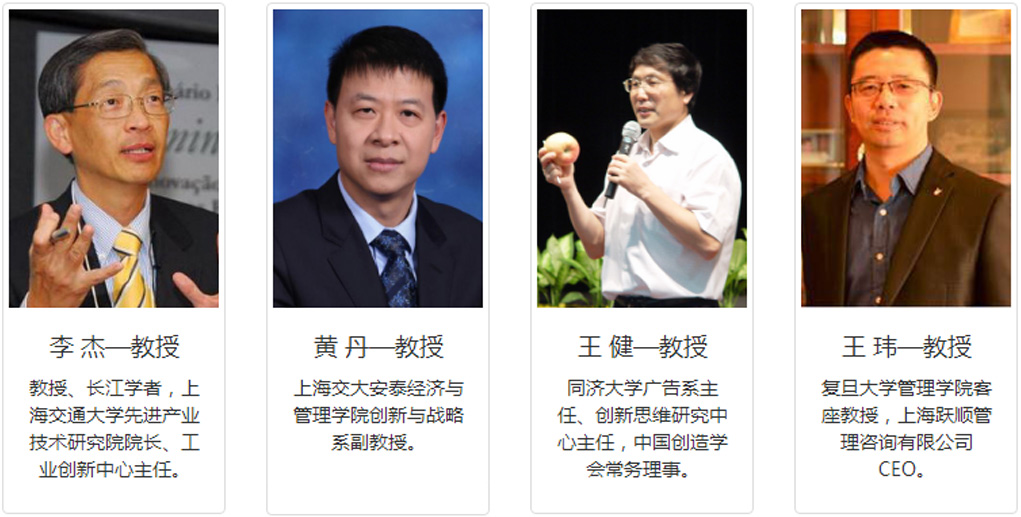 ário
nin
novação
李 杰—教授
教授、长江学者，上
海交通大学先进产业
技术研究院院长、工
业创新中心主任。
黄 丹—教授
上海交大安泰经济与
管理学院创新与战略
系副教授。
王 健—教授
同济大学广告系主
任、创新思维研究中
心主任，中国创造学
会常务理事。
王 玮—教授
复旦大学管理学院客
座教授，上海跃顺管
理咨询有限公司
CEO。